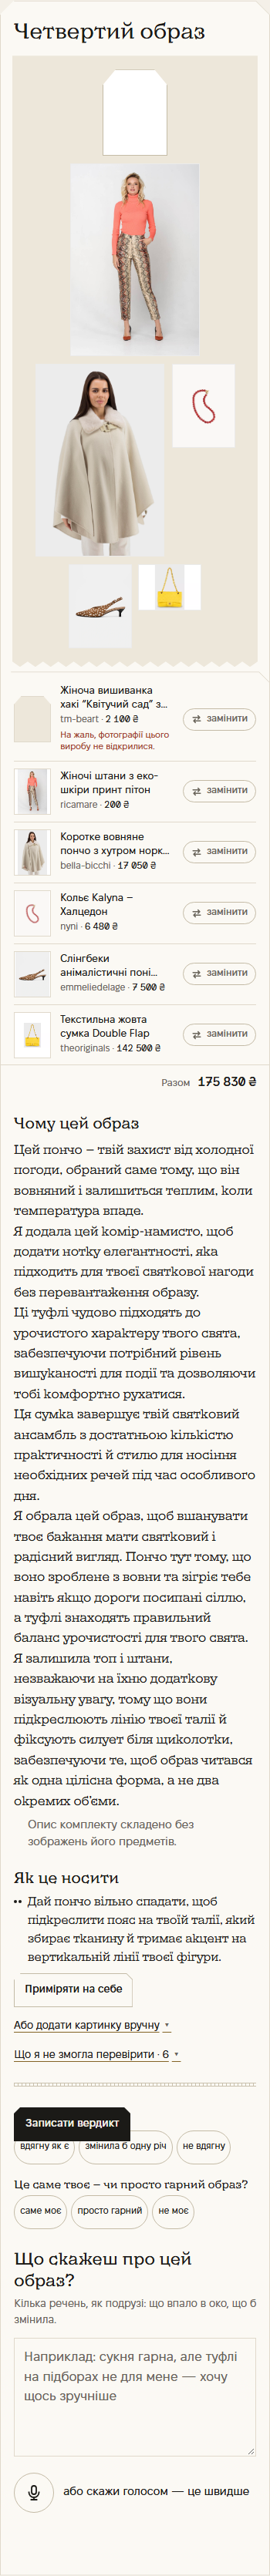 Четвертий образ
Жіноча вишиванка
хакі "Квітучий сад" з...
tm-beart · 2 100 ₴
На жаль, фотографії цього
виробу не відкрилися.
замінити
Жіночі штани з еко-
шкіри принт пітон
ricamare · 200 ₴
замінити
Коротке вовняне
пончо з хутром норк...
bella-bicchi · 17 050 ₴
замінити
Кольє Kalyna –
Халцедон
nyni · 6 480 ₴
замінити
Слінгбеки
анімалістичні поні...
emmeliedelage · 7 500 ₴
замінити
Текстильна жовта
сумка Double Flap
theoriginals · 142 500 ₴
замінити
Разом 175 830 ₴
Чому цей образ
Цей пончо – твій захист від холодної
погоди, обраний саме тому, що він
вовняний і залишиться теплим, коли
температура впаде.
Я додала цей комір-намисто, щоб
додати нотку елегантності, яка
підходить для твоєї святкової нагоди
без перевантаження образу.
Ці туфлі чудово підходять до
урочистого характеру твого свята,
забезпечуючи потрібний рівень
вишуканості для події та дозволяючи
тобі комфортно рухатися.
Ця сумка завершує твій святковий
ансамбль з достатньою кількістю
практичності й стилю для носіння
необхідних речей під час особливого
дня.
Я обрала цей образ, щоб вшанувати
твоє бажання мати святковий і
радісний вигляд. Пончо тут тому, що
воно зроблене з вовни та зігріє тебе
навіть якщо дороги посипані сіллю,
а туфлі знаходять правильний
баланс урочистості для твого свята.
Я залишила топ і штани,
незважаючи на їхню додаткову
візуальну увагу, тому що вони
підкреслюють лінію твоєї талії й
фіксують силует біля щиколотки,
забезпечуючи те, щоб образ читався
як одна цілісна форма, а не два
окремих об'єми.
Опис комплекту складено без
зображень його предметів.
Як це носити
Дай пончо вільно спадати, щоб
підкреслити пояс на твоїй талії, який
збирає тканину й тримає акцент на
вертикальній лінії твоєї фігури.
Приміряти на себе
Або додати картинку вручну
Що я не змогла перевірити · 6
Записати вердикт
вдягну як є
змінила б одну річ
не вдягну
Це саме твоє – чи просто гарний образ?
саме моє
просто гарний
не моє
Що скажеш про цей
образ?
Кілька речень, як подрузі: що впало в око, що б
змінила.
Наприклад: сукня гарна, але туфлі
на підборах не для мене — хочу
щось зручніше
або скажи голосом — це швидше